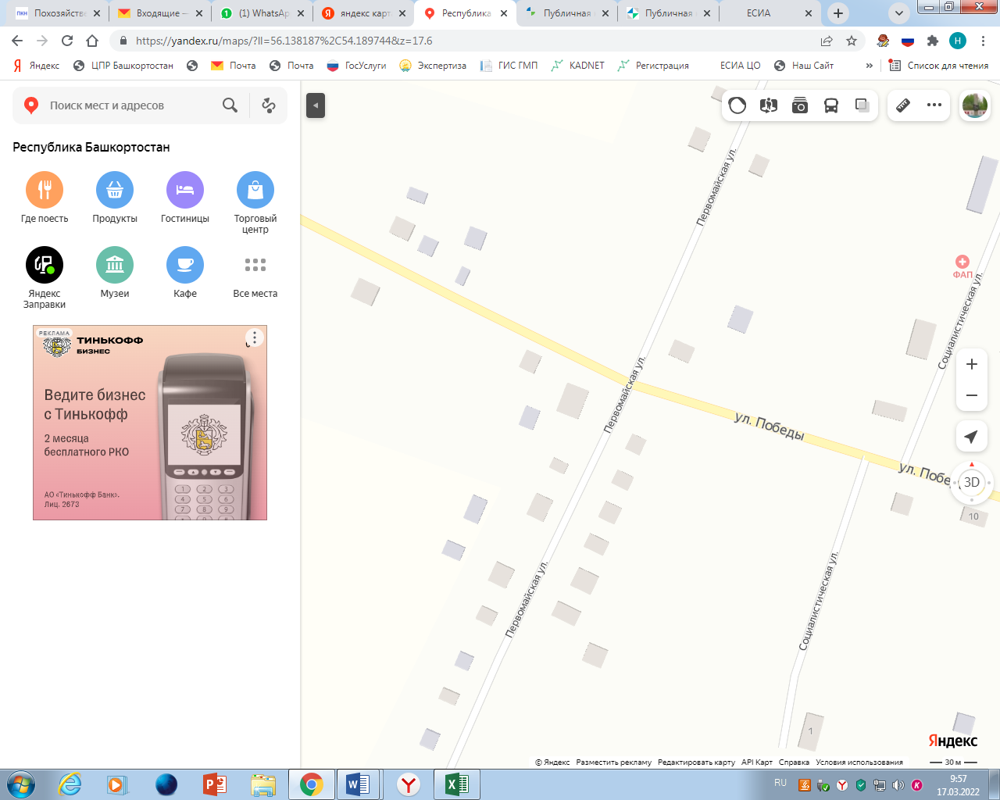 Похозяйстве
Входящие —
(1) WhatsAp
яндекс карт
Республика
Публичная
Публичная
ЕСИА
https://yandex.ru/maps/?ll=56.138187%2C54.189744&z=17.6
Н
Яндекс
ЦПР Башкортостан
Почта
Почта
ГосУслуги
Экспертиза
ГИС ГМП
KADNET
Регистрация
ЕСИА ЦО
Наш Сайт
»
Список для чтения
Поиск мест и адресов
Республика Башкортостан
Где поесть
Продукты
Гостиницы
Торговый
центр
Яндекс
Заправки
Музеи
Кафе
Все места
РЕКЛАМА
ТИНЬКОФФ
БИЗНЕС
Ведите бизнес
с Тинькофф
2 месяца
бесплатного РКО
АО «Тинькофф Банк».
Лиц. 2673
1 2 3
4 5 6
7 8 9
Первомайская ул.
ФАП
Социалистическая ул.
Первомайская ул.
ул. Победы
ул. Побе
3D
10
Первомайская ул.
Социалистическая ул.
1
Яндекс
© Яндекс
Разместить рекламу
Редактировать карту
API Карт
Справка
Условия использования
30 м
RU
9:57
17.03.2022